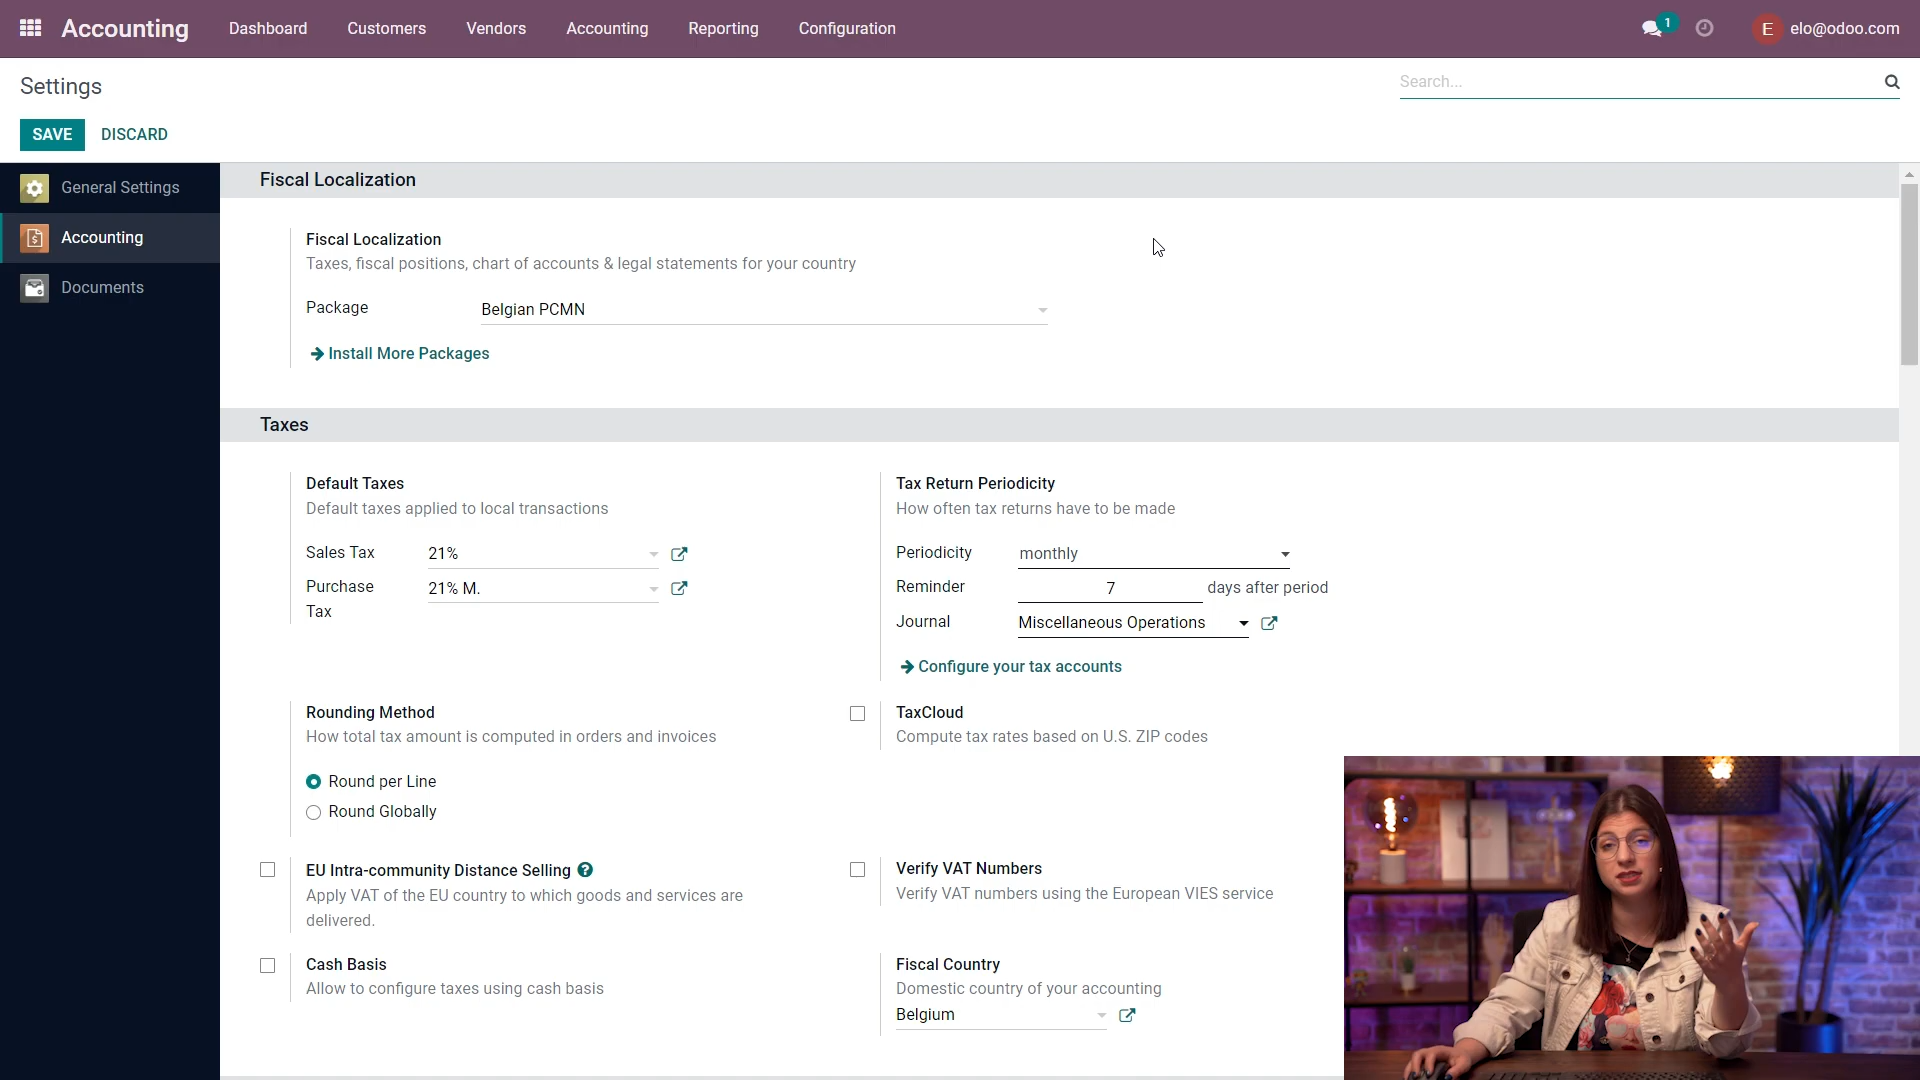 Accounting
Dashboard
Customers
Vendors
Accounting
Reporting
Configuration
1
E
elo@odoo.com
Settings
Search...
SAVE
DISCARD
General Settings
Accounting
Documents
Fiscal Localization
Fiscal Localization
Taxes, fiscal positions, chart of accounts & legal statements for your country
Package
Belgian PCMN
Install More Packages
Taxes
Default Taxes
Default taxes applied to local transactions
Sales Tax
21%
Purchase
Tax
21% M.
Tax Return Periodicity
How often tax returns have to be made
Periodicity
monthly
Reminder
7
days after period
Journal
Miscellaneous Operations
Configure your tax accounts
Rounding Method
How total tax amount is computed in orders and invoices
Round per Line
Round Globally
TaxCloud
Compute tax rates based on U.S. ZIP codes
EU Intra-community Distance Selling ?
Apply VAT of the EU country to which goods and services are
delivered.
Verify VAT Numbers
Verify VAT numbers using the European VIES service
Cash Basis
Allow to configure taxes using cash basis
Fiscal Country
Domestic country of your accounting
Belgium